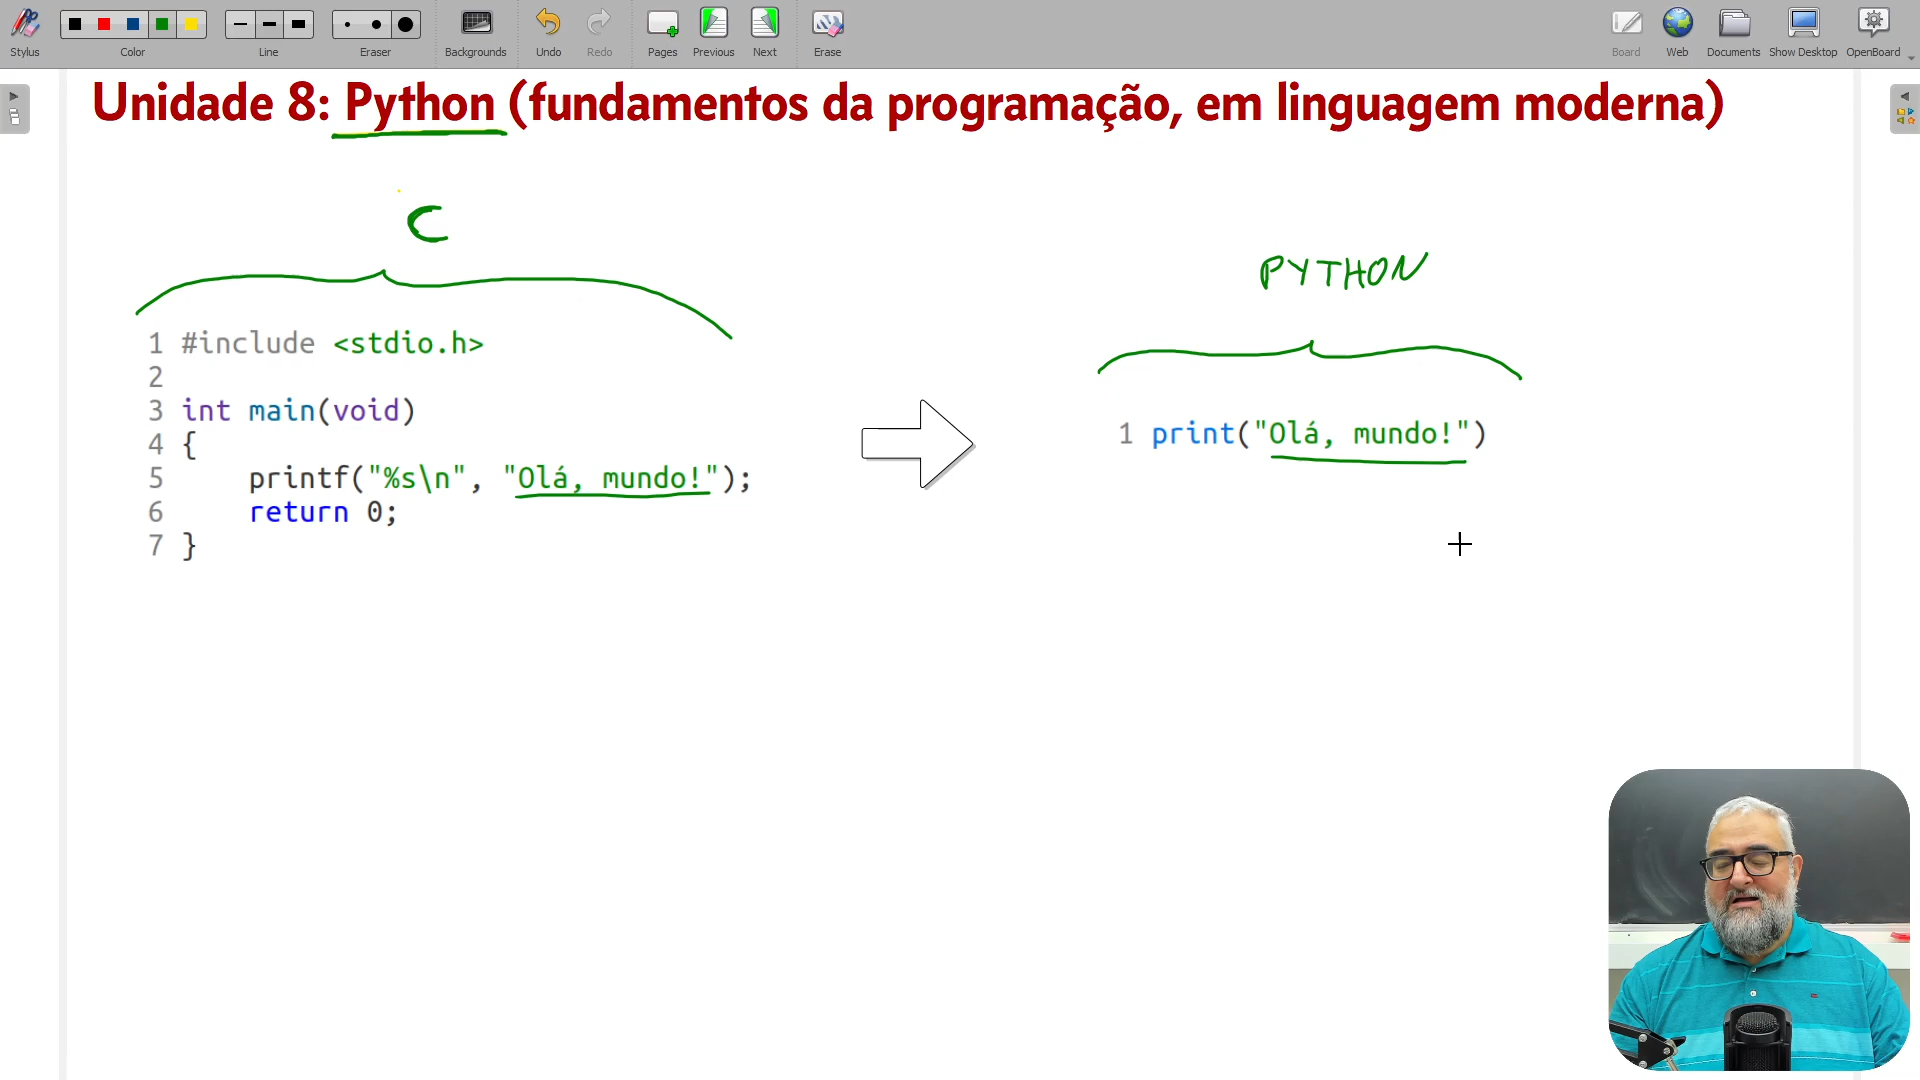 Stylus
Color
Line
Eraser
Backgrounds
Undo
Redo
Pages
Previous
Next
Erase
Board
Web
Documents
Show Desktop
OpenBoard
Unidade 8: Python (fundamentos da programação, em linguagem moderna)
C
1 #include <stdio.h>
2
3 int main(void)
4 {
5     printf("%s\n", "Olá, mundo!");
6     return 0;
7 }
PYTHON
1 print("Olá, mundo!")